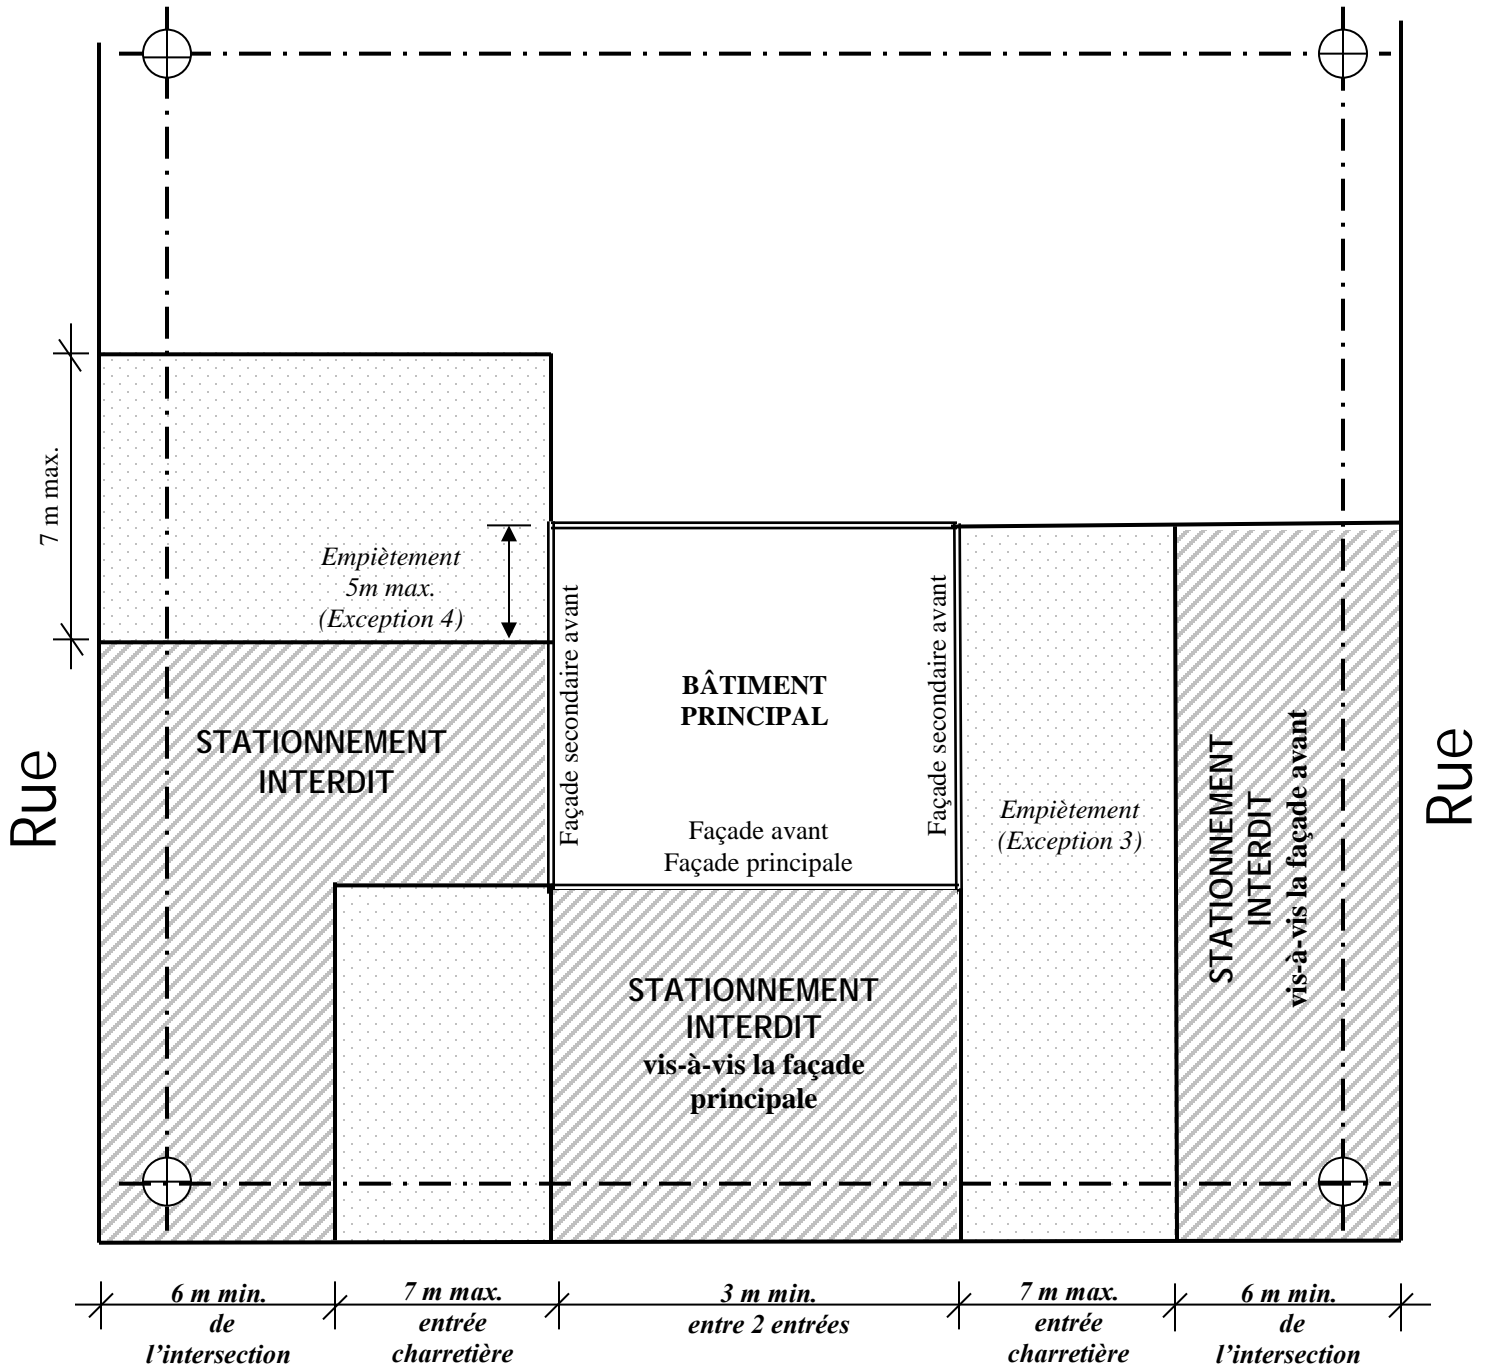 7 m max.
Empiètement
5m max.
(Exception 4)
Façade secondaire avant
BÂTIMENT
PRINCIPAL
Façade secondaire avant
Façade avant
Façade principale
STATIONNEMENT
INTERDIT
Rue
Empiètement
(Exception 3)
STATIONNEMENT
INTERDIT
vis-à-vis la façade avant
Rue
STATIONNEMENT
INTERDIT
vis-à-vis la façade
principale
6 m min.
de
l’intersection
7 m max.
entrée
charretière
3 m min.
entre 2 entrées
7 m max.
entrée
charretière
6 m min.
de
l’intersection